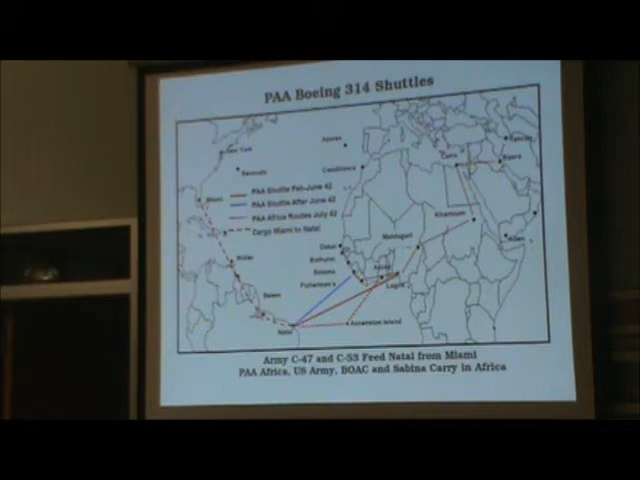 PAA Boeing 314 Shuttles
New York
Azores
Bermuda
Casablanca
Cairo
Basra
Miami
PAA Shuttle Feb-June 42
PAA Shuttle After June 42
PAA Africa Routes July 42
Cargo Miami to Natal
Khartoum
Maiduguri
Aden
Dakar
Bathurst
Bolama
Fisherman's
Accra
Lagos
Belem
Natal
Ascension Island
Army C-47 and C-53 Feed Natal from Miami
PAA Africa, US Army, BOAC and Sabina Carry in Africa